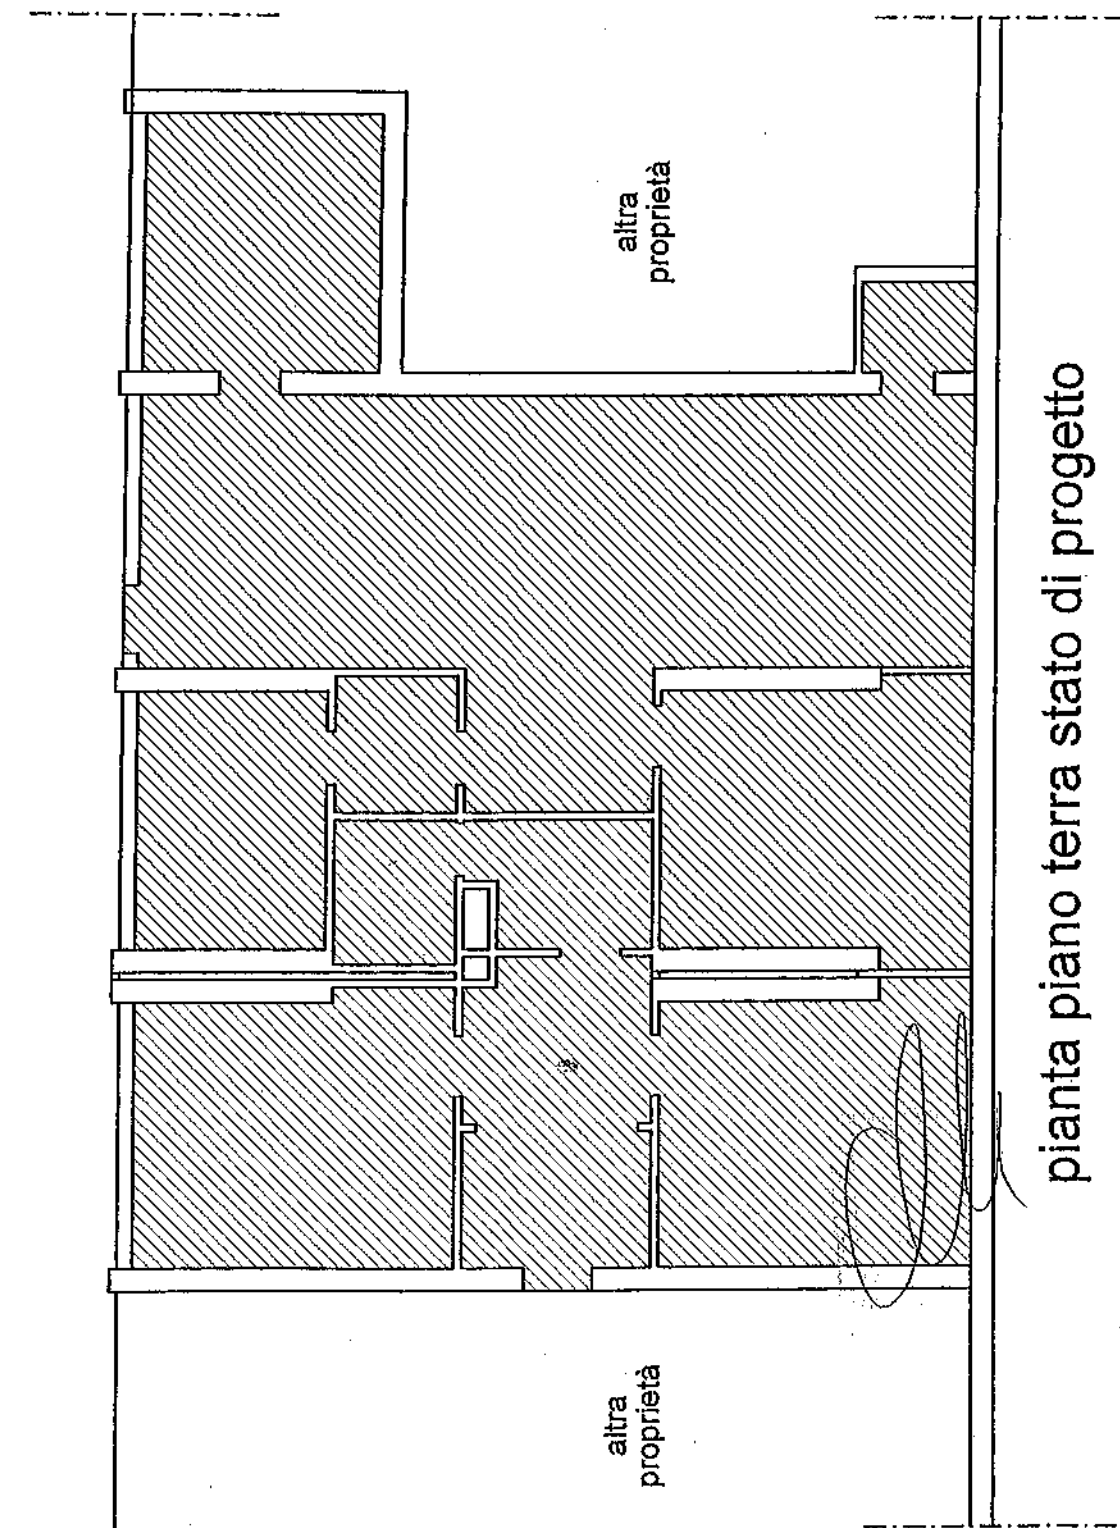 altra
proprietà
altra
proprietà
pianta piano terra stato di progetto